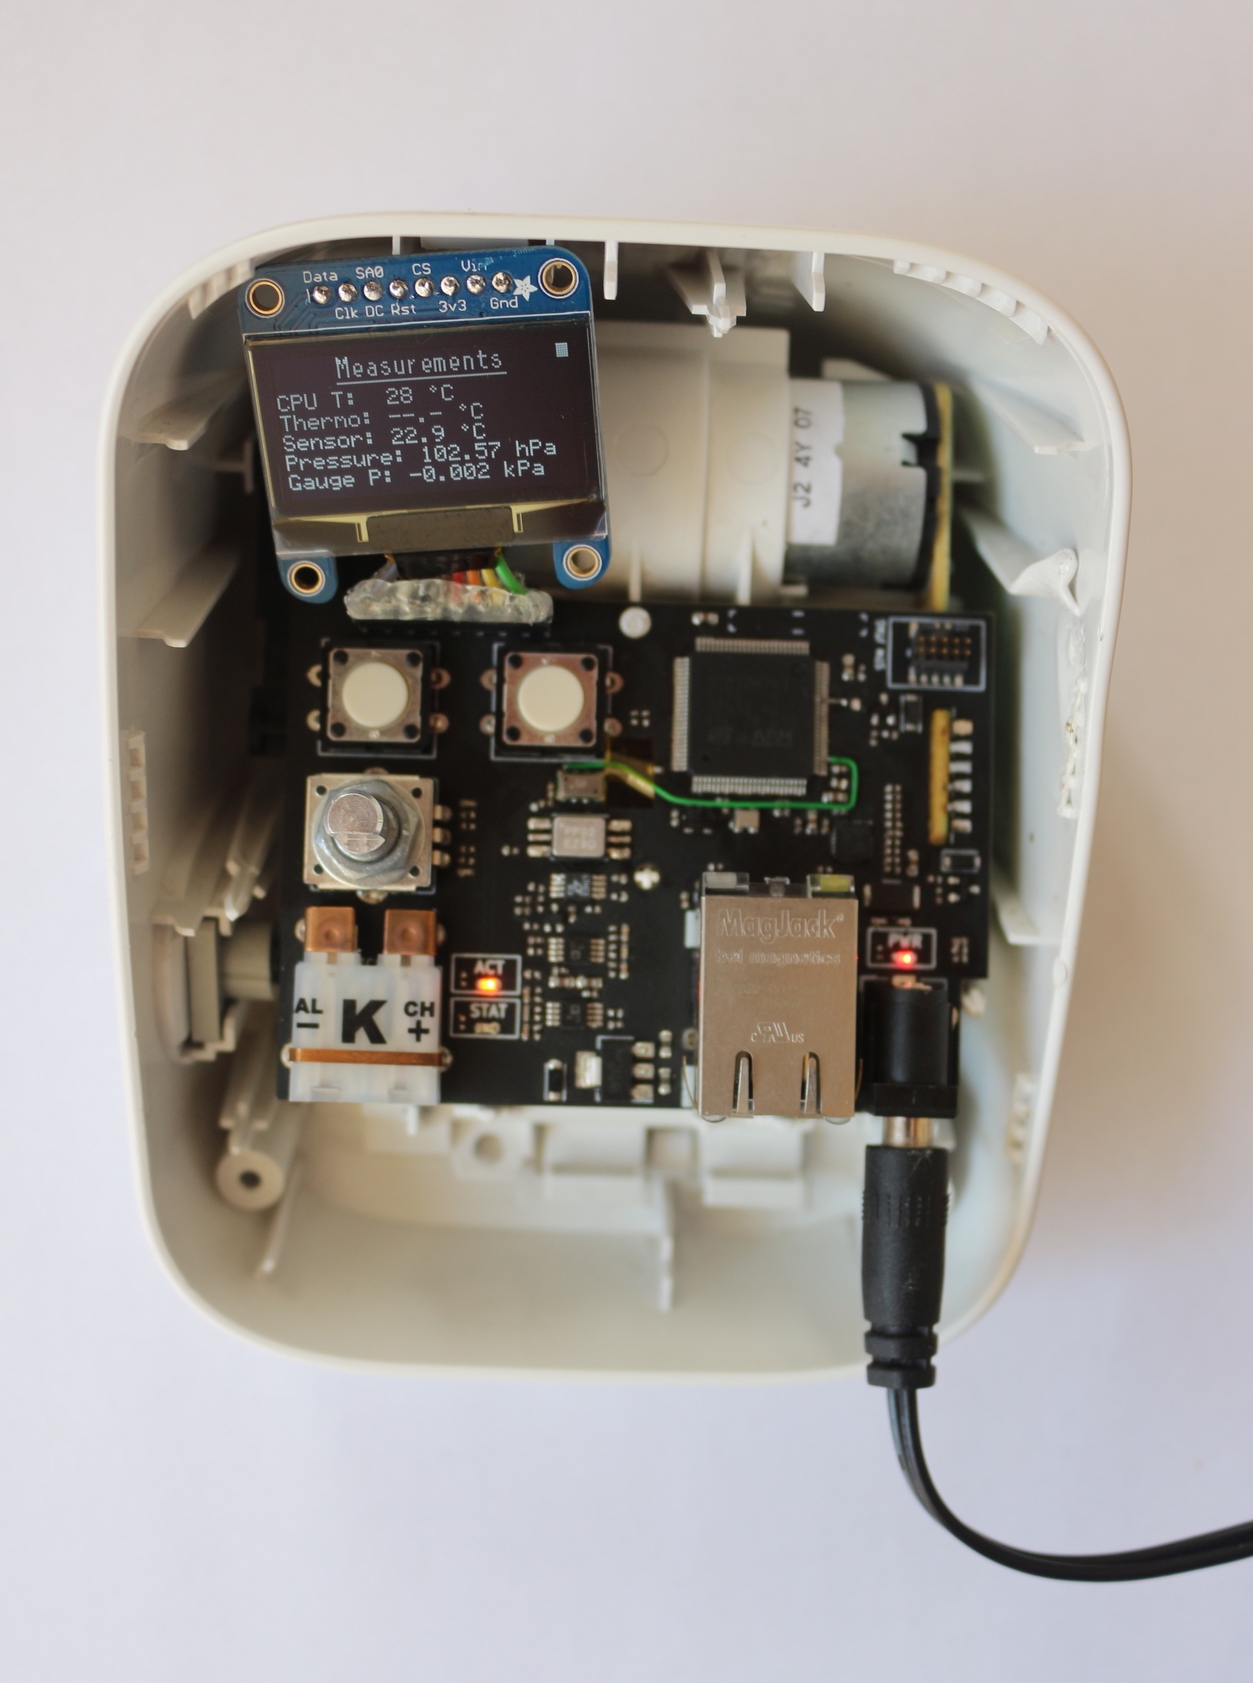 Data SA0 CS Vin
Clk DC Rst 3v3 Gnd
Measurements
CPU T: 28 °C
Thermo: --.- °C
Sensor: 22.9 °C
Pressure: 102.57 hPa
Gauge P: -0.002 kPa
J2 4Y 07
MagJack®
bel magnetics
PWR
ACT
STAT
AL K CH
- +
c US